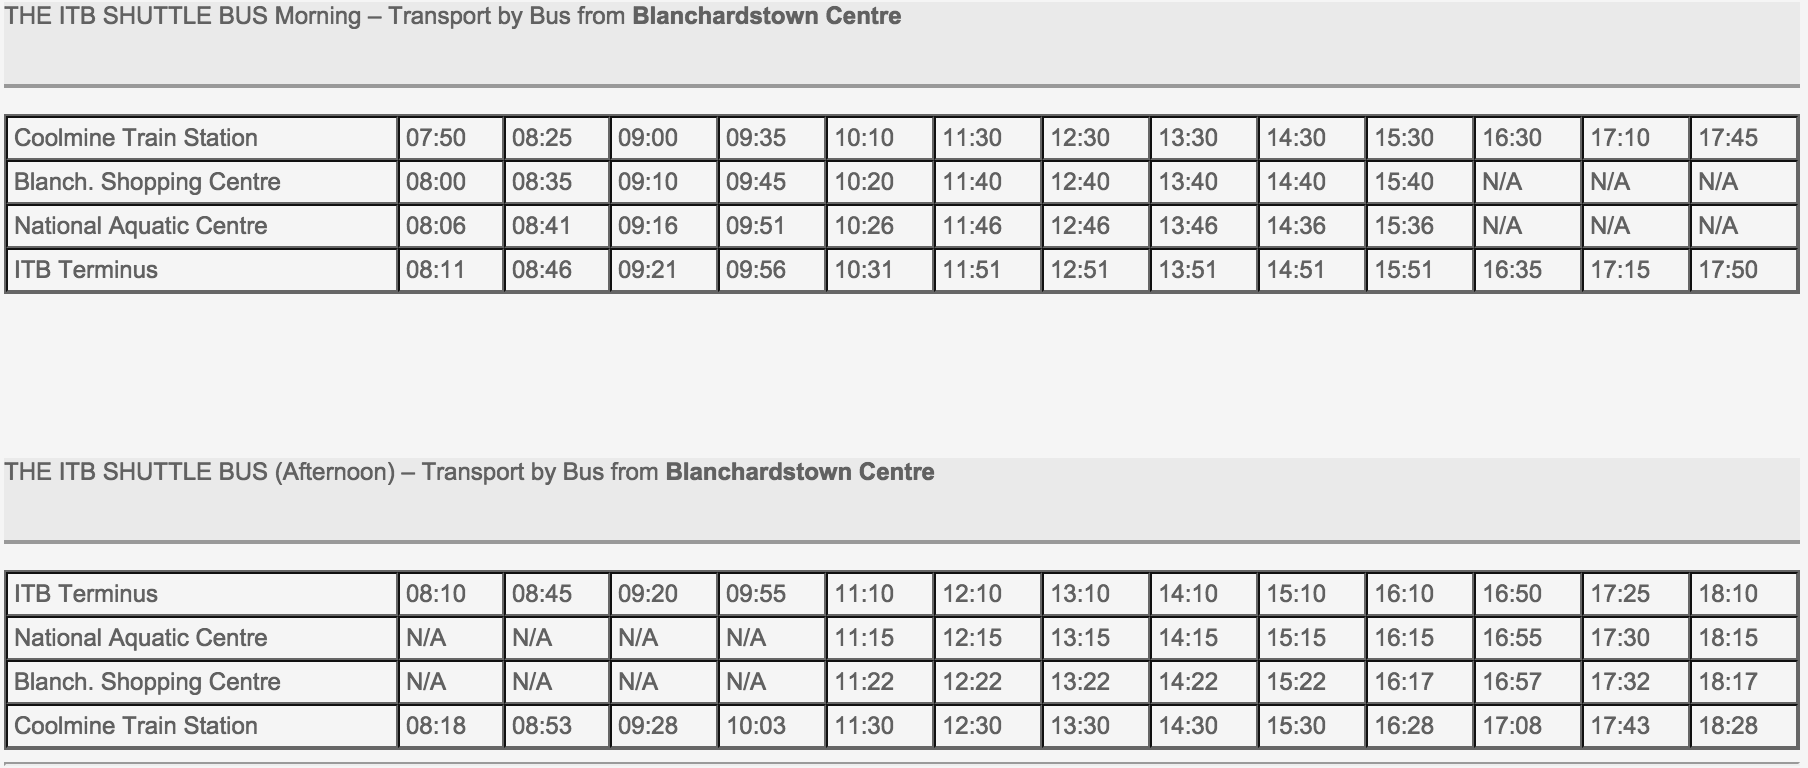 THE ITB SHUTTLE BUS Morning – Transport by Bus from Blanchardstown Centre
Coolmine Train Station 07:50 08:25 09:00 09:35 10:10 11:30 12:30 13:30 14:30 15:30 16:30 17:10 17:45
Blanch. Shopping Centre 08:00 08:35 09:10 09:45 10:20 11:40 12:40 13:40 14:40 15:40 N/A N/A N/A
National Aquatic Centre 08:06 08:41 09:16 09:51 10:26 11:46 12:46 13:46 14:36 15:36 N/A N/A N/A
ITB Terminus 08:11 08:46 09:21 09:56 10:31 11:51 12:51 13:51 14:51 15:51 16:35 17:15 17:50
THE ITB SHUTTLE BUS (Afternoon) – Transport by Bus from Blanchardstown Centre
ITB Terminus 08:10 08:45 09:20 09:55 11:10 12:10 13:10 14:10 15:10 16:10 16:50 17:25 18:10
National Aquatic Centre N/A N/A N/A N/A 11:15 12:15 13:15 14:15 15:15 16:15 16:55 17:30 18:15
Blanch. Shopping Centre N/A N/A N/A N/A 11:22 12:22 13:22 14:22 15:22 16:17 16:57 17:32 18:17
Coolmine Train Station 08:18 08:53 09:28 10:03 11:30 12:30 13:30 14:30 15:30 16:28 17:08 17:43 18:28